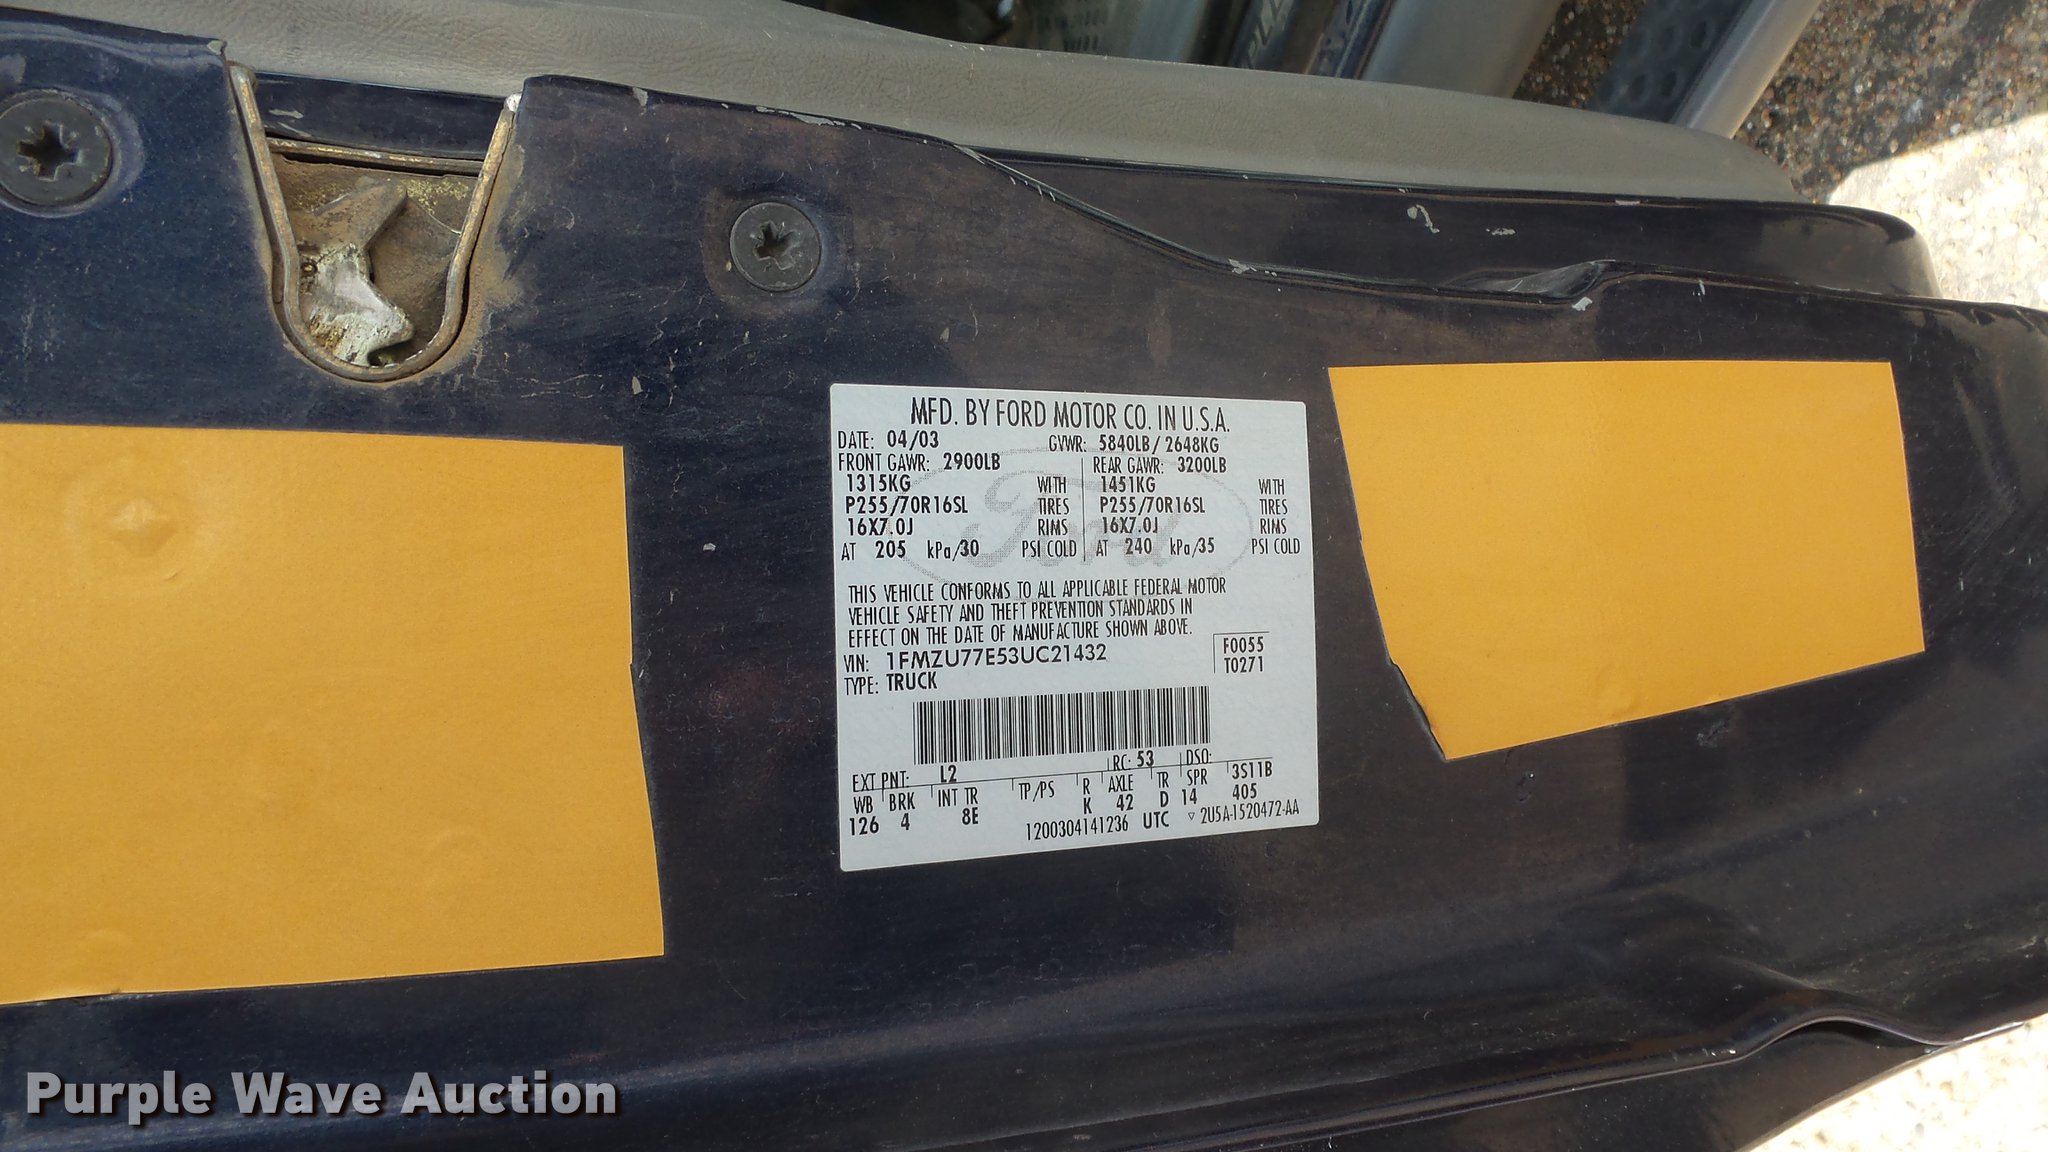 MFD. BY FORD MOTOR CO. IN U.S.A.
DATE: 04/03 GVWR: 5840LB/ 2648KG
FRONT GAWR: 2900LB REAR GAWR: 3200LB
1315KG WITH 1451KG WITH
P255/70R16SL TIRES P255/70R16SL TIRES
16X7.0J RIMS 16X7.0J RIMS
AT 205 kPa/30 PSI COLD AT 240 kPa/35 PSI COLD
Ford
THIS VEHICLE CONFORMS TO ALL APPLICABLE FEDERAL MOTOR
VEHICLE SAFETY AND THEFT PREVENTION STANDARDS IN
EFFECT ON THE DATE OF MANUFACTURE SHOWN ABOVE.
VIN: 1FMZU77E53UC21432 F0055
TYPE: TRUCK T0271
EXT PNT: L2 RC: 53 DSO:
WB BRK INT TR TP/PS R AXLE TR SPR 3S11B
126 4 8E K 42 D 14 405
1200304141236 UTC ▽ 2U5A-1520472-AA
Purple Wave Auction